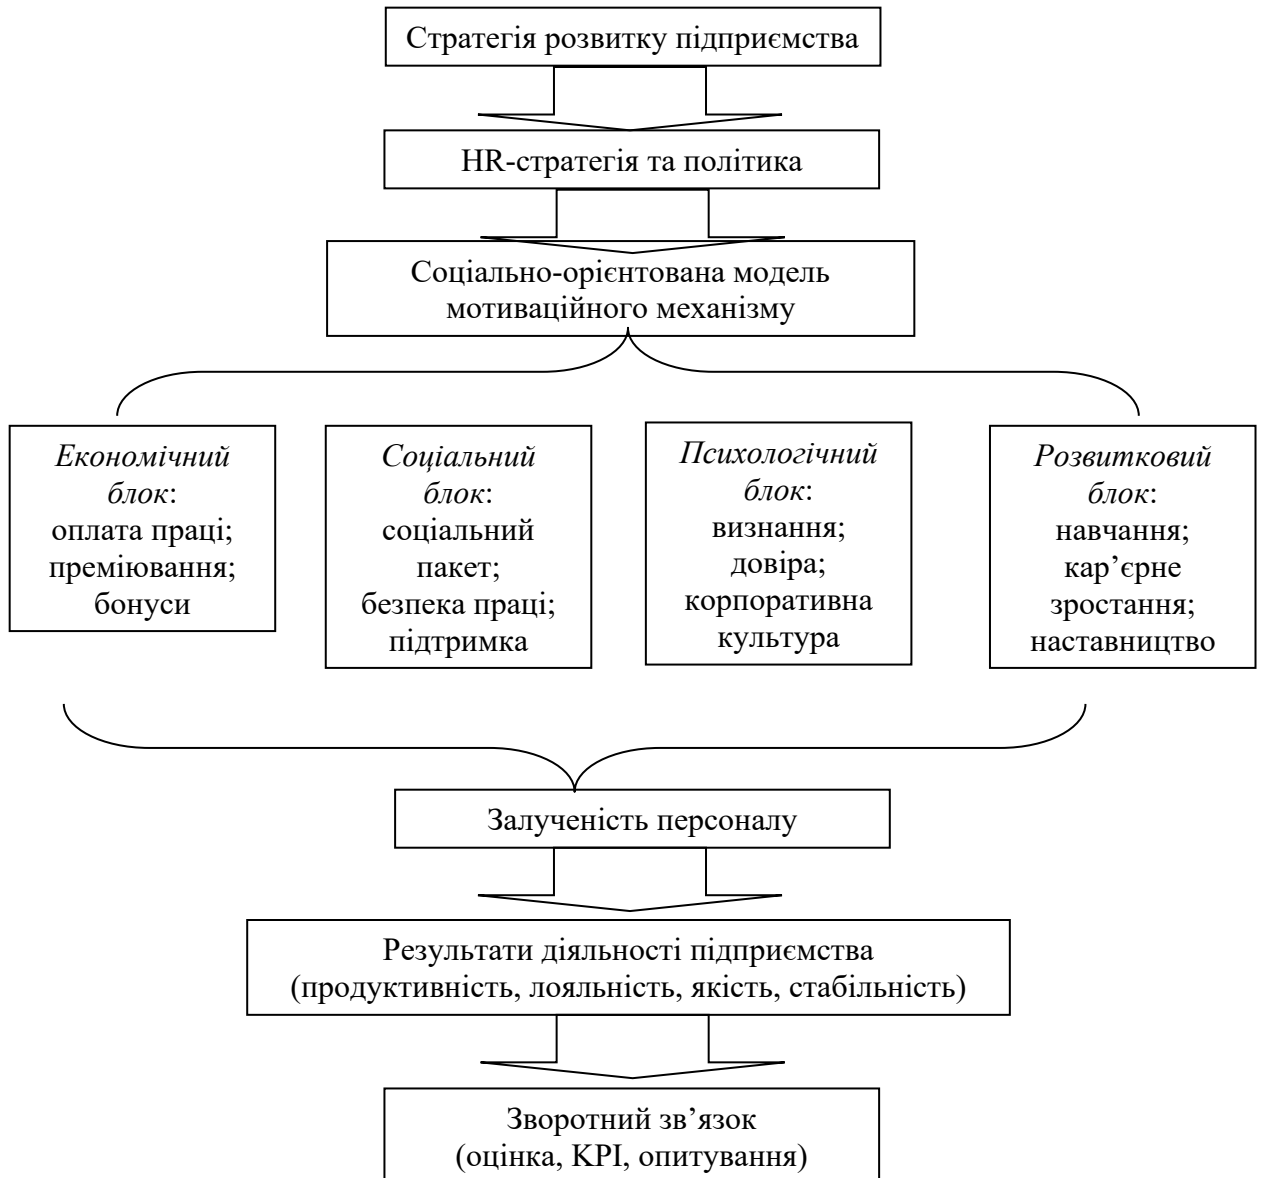 Стратегія розвитку підприємства
HR-стратегія та політика
Соціально-орієнтована модель
мотиваційного механізму
Економічний
блок:
оплата праці;
преміювання;
бонуси
Соціальний
блок:
соціальний
пакет;
безпека праці;
підтримка
Психологічний
блок:
визнання;
довіра;
корпоративна
культура
Розвитковий
блок:
навчання;
кар’єрне
зростання;
наставництво
Залученість персоналу
Результати діяльності підприємства
(продуктивність, лояльність, якість, стабільність)
Зворотний зв’язок
(оцінка, KPI, опитування)